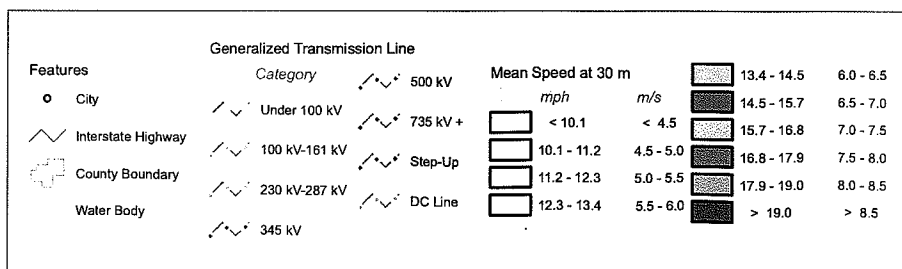 Features
City
Interstate Highway
County Boundary
Water Body
Generalized Transmission Line
Category
Under 100 kV
100 kV-161 kV
230 kV-287 kV
345 kV
500 kV
735 kV +
Step-Up
DC Line
Mean Speed at 30 m
mph m/s
< 10.1 < 4.5
10.1 - 11.2 4.5 - 5.0
11.2 - 12.3 5.0 - 5.5
12.3 - 13.4 5.5 - 6.0
13.4 - 14.5 6.0 - 6.5
14.5 - 15.7 6.5 - 7.0
15.7 - 16.8 7.0 - 7.5
16.8 - 17.9 7.5 - 8.0
17.9 - 19.0 8.0 - 8.5
> 19.0 > 8.5